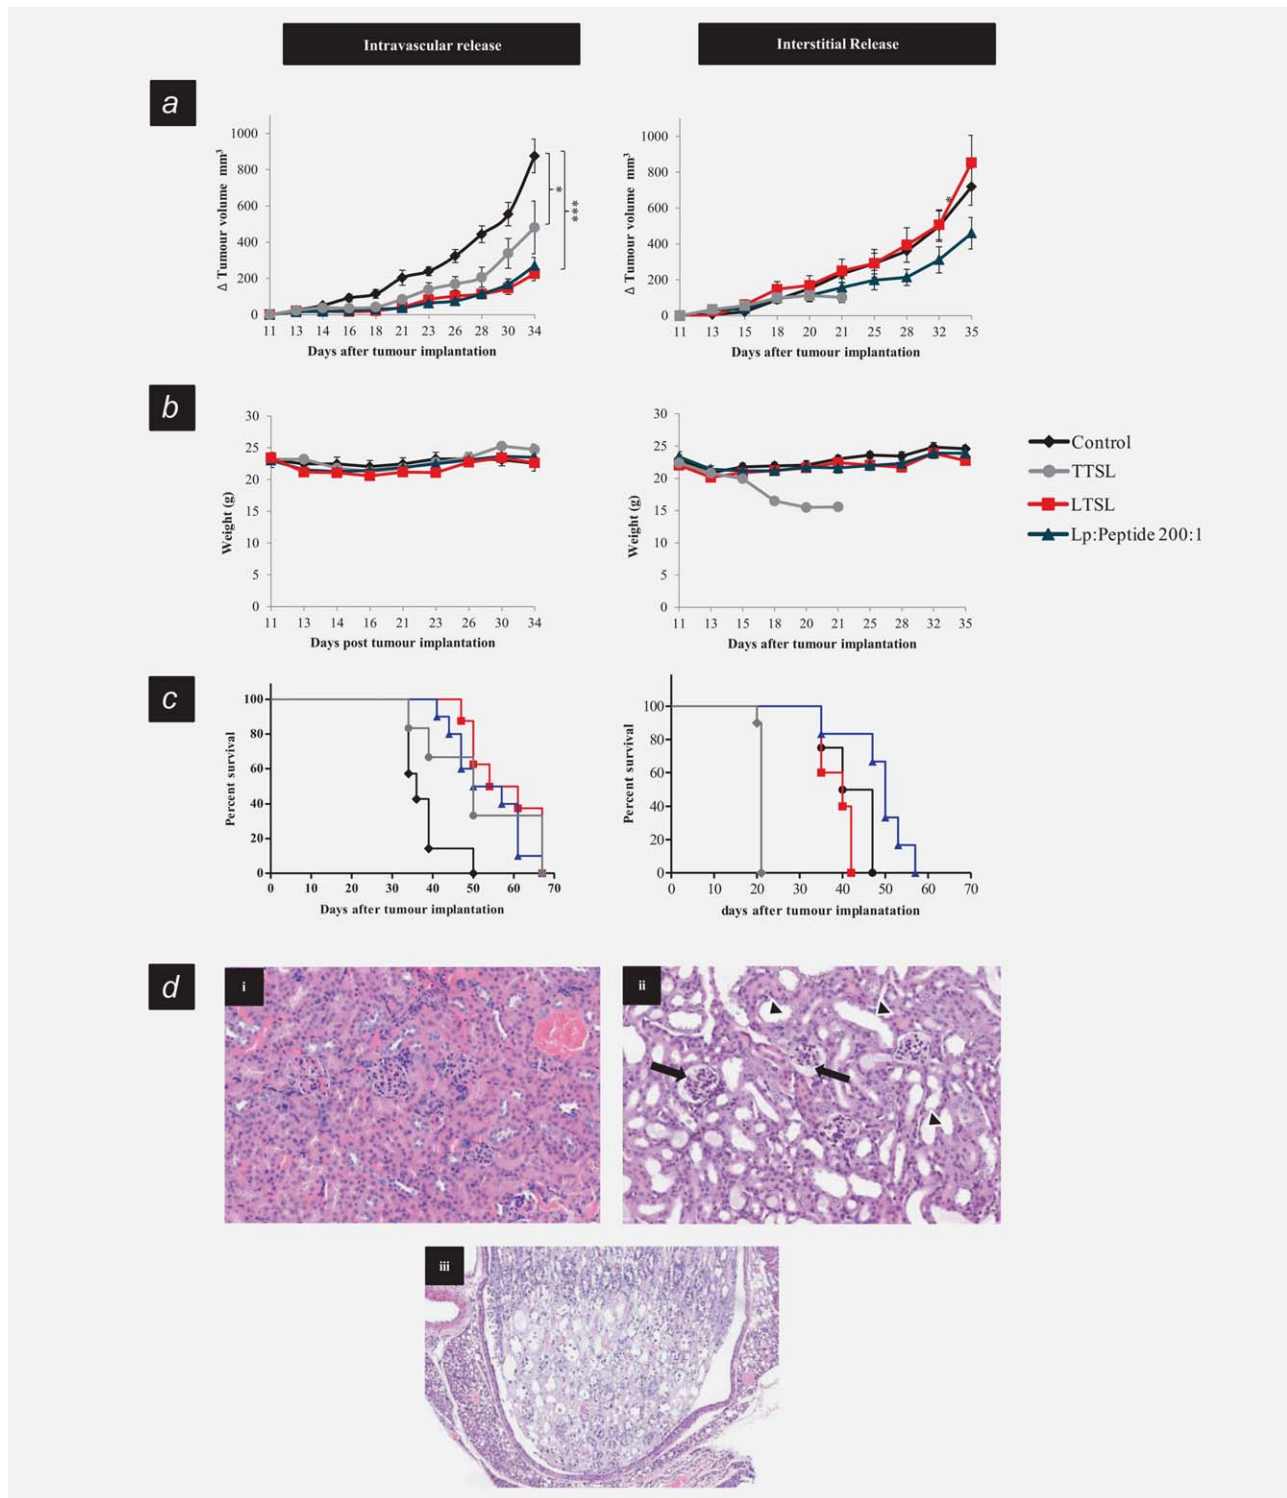 Intravascular release
Interstitial Release
a
Δ Tumour volume mm³
1000
800
600
400
200
0
11 13 14 16 18 21 23 26 28 30 34
Days after tumour implantation
*
***
Δ Tumour volume mm³
1000
800
600
400
200
0
11 13 15 18 20 21 25 28 32 35
Days after tumour implantation
*
b
Weight (g)
30
25
20
15
10
5
0
11 13 14 16 21 23 26 30 34
Days post tumour implantation
Weight (g)
30
25
20
15
10
5
0
11 13 15 18 20 21 25 28 32 35
Days after tumour implantation
Control
TTSL
LTSL
Lp:Peptide 200:1
c
Percent survival
100
80
60
40
20
0
0 10 20 30 40 50 60 70
Days after tumour implantation
Percent survival
100
80
60
40
20
0
0 10 20 30 40 50 60 70
days after tumour implanatation
d
i
ii
iii